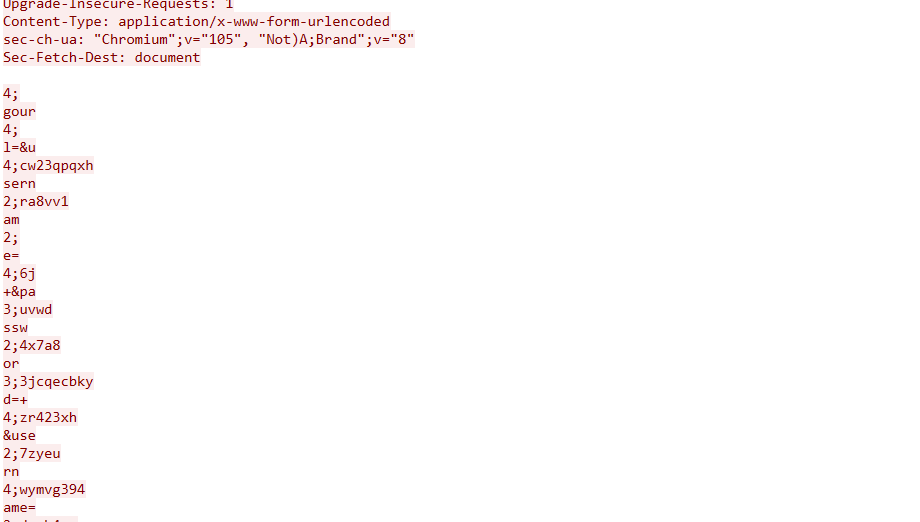 Upgrade-Insecure-Requests: 1
Content-Type: application/x-www-form-urlencoded
sec-ch-ua: "Chromium";v="105", "Not)A;Brand";v="8"
Sec-Fetch-Dest: document
4;
gour
4;
l=&u
4;cw23qpqxh
sern
2;ra8vv1
am
2;
e=
4;6j
+&pa
3;uvwd
ssw
2;4x7a8
or
3;3jcqecbky
d=+
4;zr423xh
&use
2;7zyeu
rn
4;wymvg394
ame=